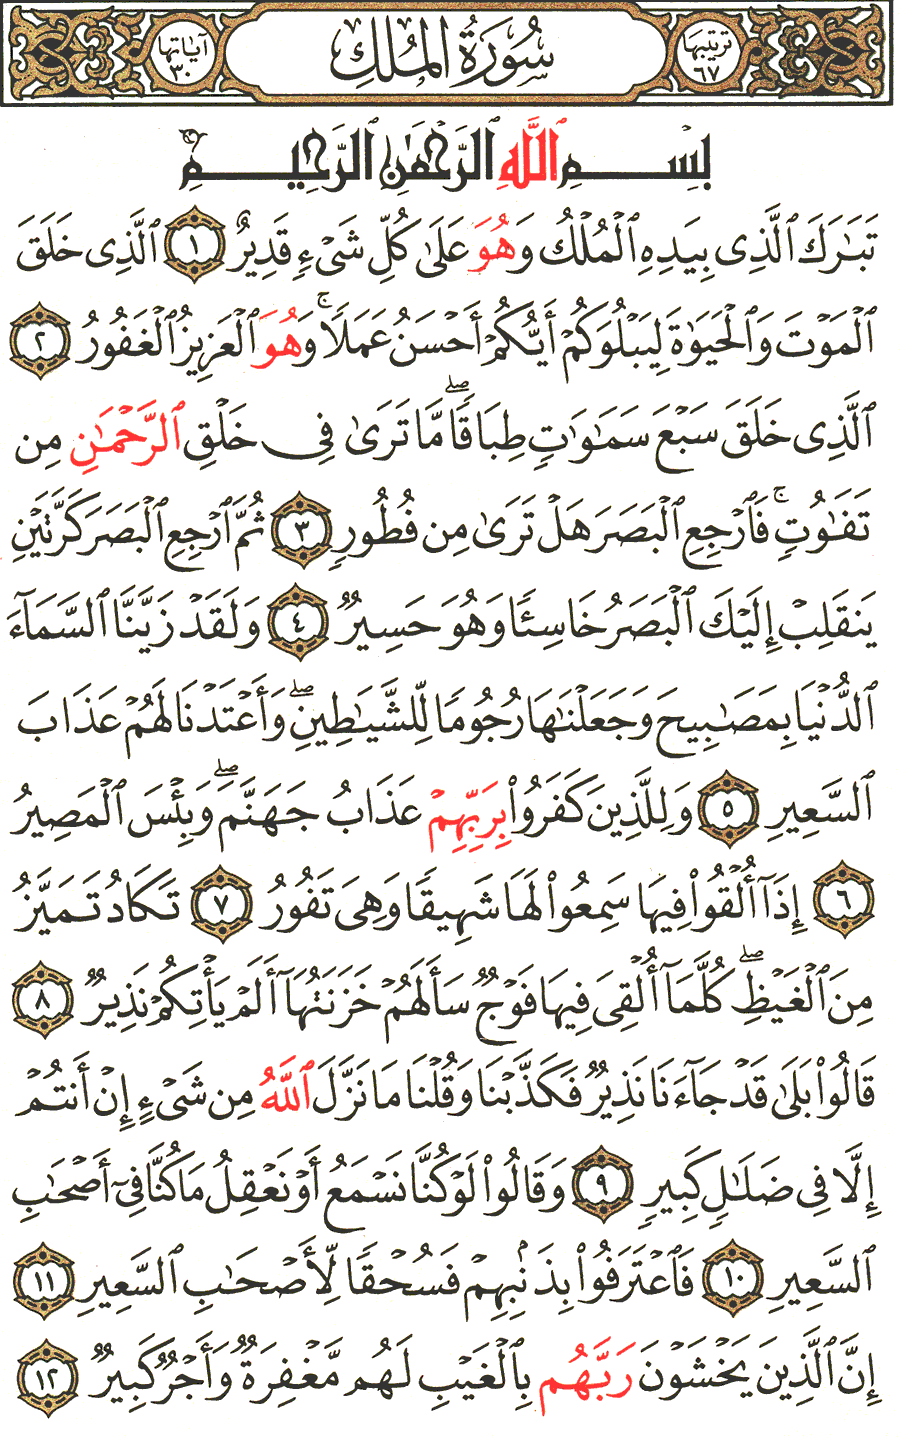 ترتيبها ٦٧ سُورَةُ المُلْكِ آياتها ٣٠
بِسْمِ ٱللَّهِ ٱلرَّحْمَٰنِ ٱلرَّحِيمِ
تَبَٰرَكَ ٱلَّذِى بِيَدِهِ ٱلْمُلْكُ وَهُوَ عَلَىٰ كُلِّ شَىْءٍ قَدِيرٌ ١ ٱلَّذِى خَلَقَ
ٱلْمَوْتَ وَٱلْحَيَوٰةَ لِيَبْلُوَكُمْ أَيُّكُمْ أَحْسَنُ عَمَلًا ۚ وَهُوَ ٱلْعَزِيزُ ٱلْغَفُورُ ٢
ٱلَّذِى خَلَقَ سَبْعَ سَمَٰوَٰتٍ طِبَاقًا ۖ مَّا تَرَىٰ فِى خَلْقِ ٱلرَّحْمَٰنِ مِن
تَفَٰوُتٍ ۚ فَٱرْجِعِ ٱلْبَصَرَ هَلْ تَرَىٰ مِن فُطُورٍ ٣ ثُمَّ ٱرْجِعِ ٱلْبَصَرَ كَرَّتَيْنِ
يَنقَلِبْ إِلَيْكَ ٱلْبَصَرُ خَاسِئًا وَهُوَ حَسِيرٌ ٤ وَلَقَدْ زَيَّنَّا ٱلسَّمَآءَ
ٱلدُّنْيَا بِمَصَٰبِيحَ وَجَعَلْنَٰهَا رُجُومًا لِّلشَّيَٰطِينِ ۖ وَأَعْتَدْنَا لَهُمْ عَذَابَ
ٱلسَّعِيرِ ٥ وَلِلَّذِينَ كَفَرُوا۟ بِرَبِّهِمْ عَذَابُ جَهَنَّمَ ۖ وَبِئْسَ ٱلْمَصِيرُ
٦ إِذَآ أُلْقُوا۟ فِيهَا سَمِعُوا۟ لَهَا شَهِيقًا وَهِىَ تَفُورُ ٧ تَكَادُ تَمَيَّزُ
مِنَ ٱلْغَيْظِ ۖ كُلَّمَآ أُلْقِىَ فِيهَا فَوْجٌ سَأَلَهُمْ خَزَنَتُهَآ أَلَمْ يَأْتِكُمْ نَذِيرٌ ٨
قَالُوا۟ بَلَىٰ قَدْ جَآءَنَا نَذِيرٌ فَكَذَّبْنَا وَقُلْنَا مَا نَزَّلَ ٱللَّهُ مِن شَىْءٍ إِنْ أَنتُمْ
إِلَّا فِى ضَلَٰلٍ كَبِيرٍ ٩ وَقَالُوا۟ لَوْ كُنَّا نَسْمَعُ أَوْ نَعْقِلُ مَا كُنَّا فِىٓ أَصْحَٰبِ
ٱلسَّعِيرِ ١٠ فَٱعْتَرَفُوا۟ بِذَنۢبِهِمْ فَسُحْقًا لِّأَصْحَٰبِ ٱلسَّعِيرِ ١١
إِنَّ ٱلَّذِينَ يَخْشَوْنَ رَبَّهُم بِٱلْغَيْبِ لَهُم مَّغْفِرَةٌ وَأَجْرٌ كَبِيرٌ ١٢